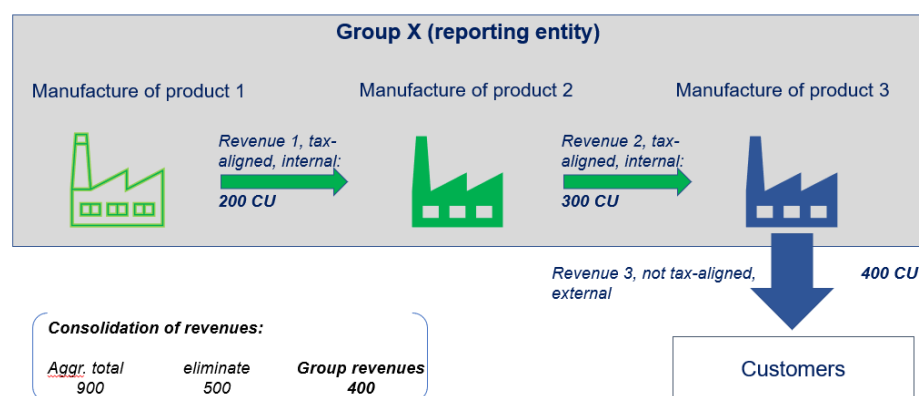 Group X (reporting entity)
Manufacture of product 1
Manufacture of product 2
Manufacture of product 3
Revenue 1, tax-
aligned, internal:
200 CU
Revenue 2, tax-
aligned, internal:
300 CU
Revenue 3, not tax-aligned,
external
400 CU
Consolidation of revenues:
Aggr. total eliminate Group revenues
900 500 400
Customers